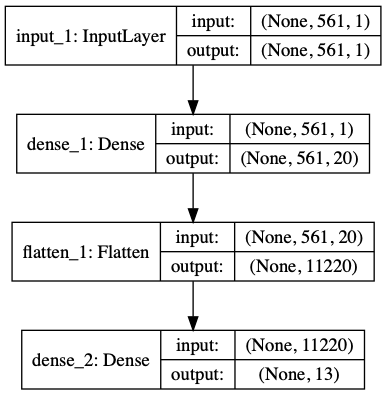 input_1: InputLayer
input: (None, 561, 1)
output: (None, 561, 1)
dense_1: Dense
input: (None, 561, 1)
output: (None, 561, 20)
flatten_1: Flatten
input: (None, 561, 20)
output: (None, 11220)
dense_2: Dense
input: (None, 11220)
output: (None, 13)